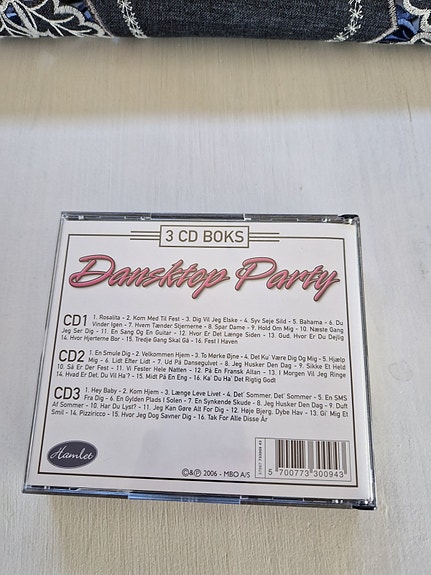 3 CD BOKS
Dansktop Party
CD1 1. Rosalita - 2. Kom Med Til Fest - 3. Dig Vil Jeg Elske - 4. Syv Seje Sild - 5. Bahama - 6. Du
Vinder Igen - 7. Hvem Tænder Stjernerne - 8. Spar Dame - 9. Hold Om Mig - 10. Næste Gang
Jeg Ser Dig - 11. En Sang Og En Guitar - 12. Hvor Er Det Længe Siden - 13. Gud, Hvor Er Du Dejlig
14. Hvor Hjerterne Bor - 15. Tredje Gang Skal Gå - 16. Fest I Haven
CD2 1. En Smule Dig - 2. Velkommen Hjem - 3. To Mørke Øjne - 4. Det Ku' Være Dig Og Mig - 5. Hjælp
Mig - 6. Lidt Efter Lidt - 7. Ud På Dansegulvet - 8. Jeg Husker Den Dag - 9. Sikke Et Held
10. Så Er Der Fest - 11. Vi Fester Hele Natten - 12. På En Fransk Altan - 13. I Morgen Vil Jeg Ringe
14. Hvad Er Det, Du Vil Ha'? - 15. Midt På En Eng - 16. Ka' Du Ha' Det Rigtig Godt
CD3 1. Hey Baby - 2. Kom Hjem - 3. Længe Leve Livet - 4. Det' Sommer, Det' Sommer - 5. En SMS
Fra Dig - 6. En Gylden Plads I Solen - 7. En Synkende Skude - 8. Jeg Husker Den Dag - 9. Duft
Af Sommer - 10. Har Du Lyst? - 11. Jeg Kan Gøre Alt For Dig - 12. Høje Bjerg, Dybe Hav - 13. Gi' Mig Et
Smil - 14. Pizziricco - 15. Hvor Jeg Dog Savner Dig - 16. Tak For Alle Disse År
Hamlet
©&℗ 2006 - MBO A/S
5 700773 300943